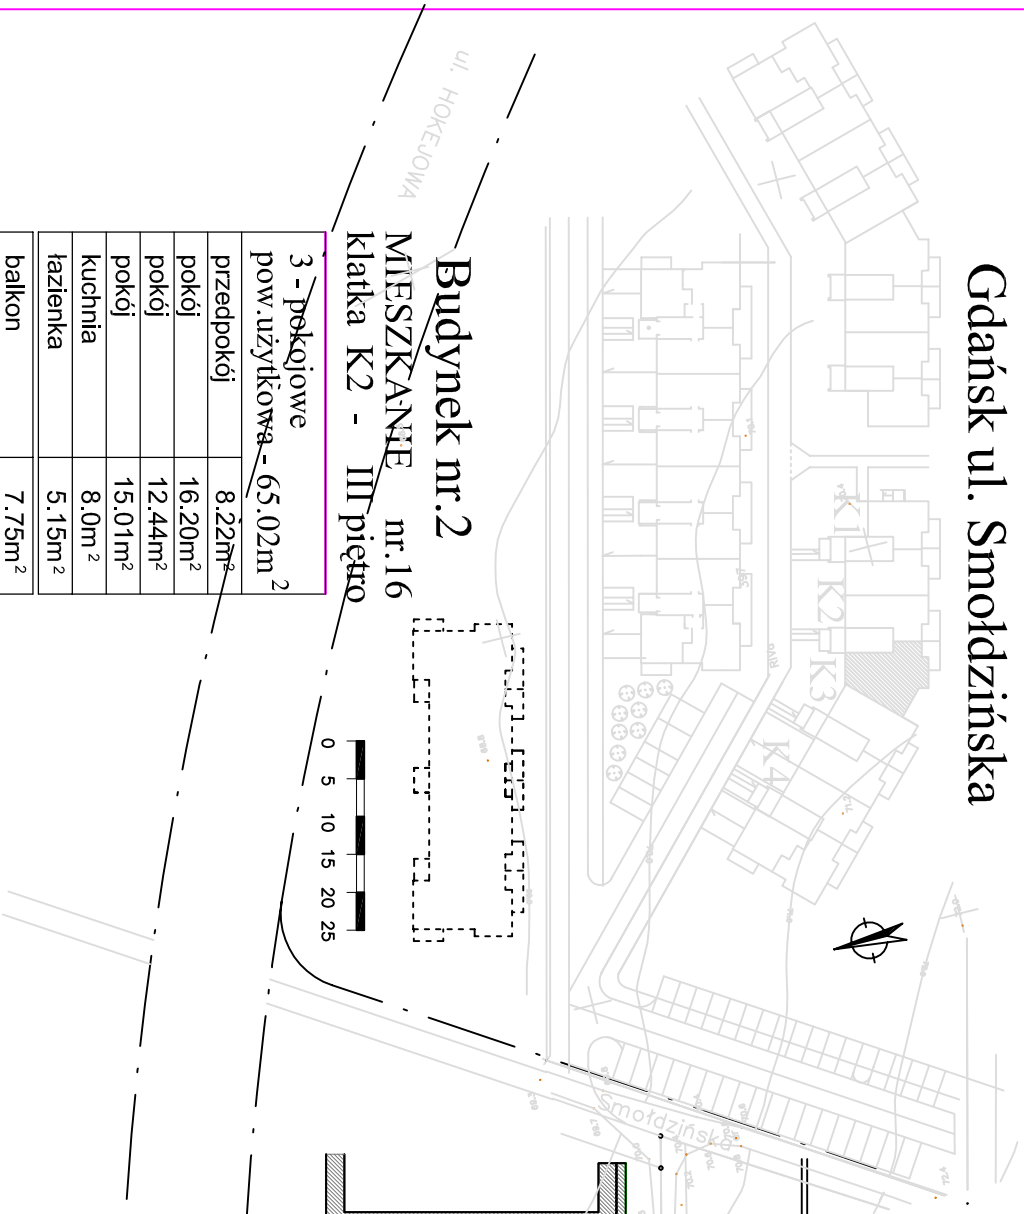 Gdańsk ul. Smołdzińska
Budynek nr.2
MIESZKANIE nr.16
klatka K2 - III piętro
3 - pokojowe
pow.użytkowa - 65.02m²
przedpokój 8.22m²
pokój 16.20m²
pokój 12.44m²
pokój 15.01m²
kuchnia 8.0m²
łazienka 5.15m²
balkon 7.75m²
ul. HOKEJOWA
K1
K2
K3
K4
0 5 10 15 20 25
Smołdzińska